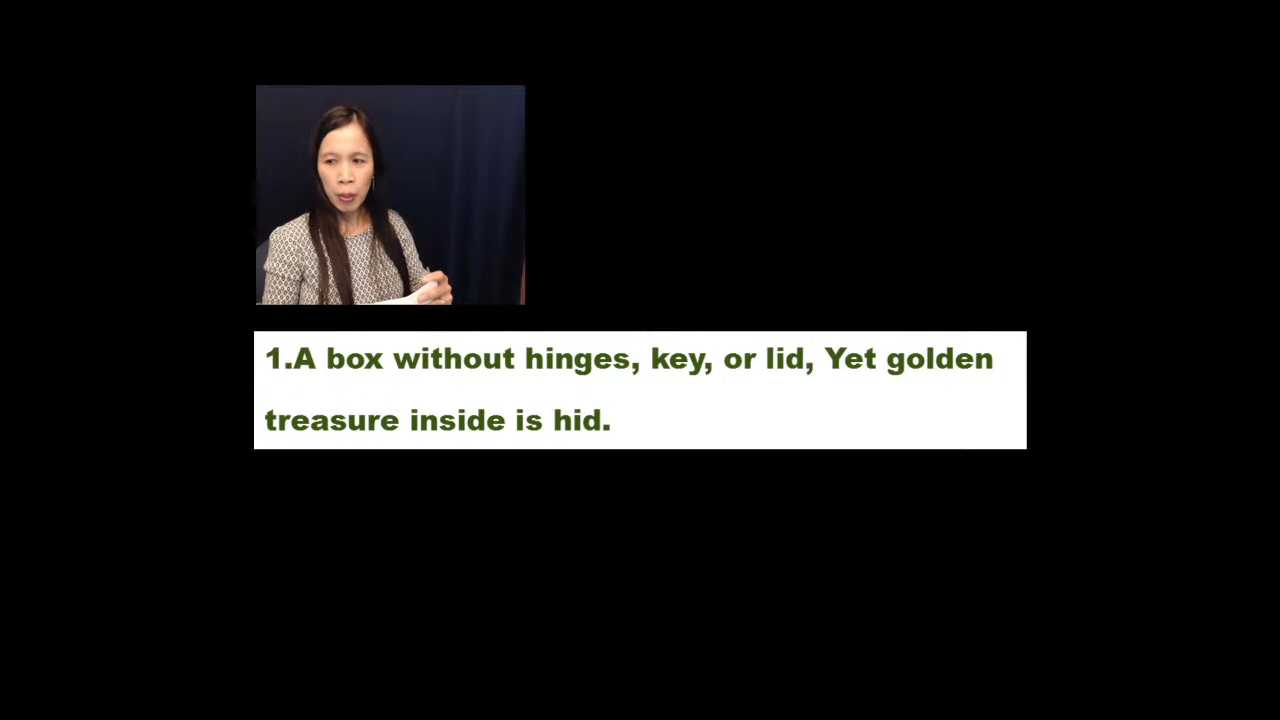 1.A box without hinges, key, or lid, Yet golden
treasure inside is hid.